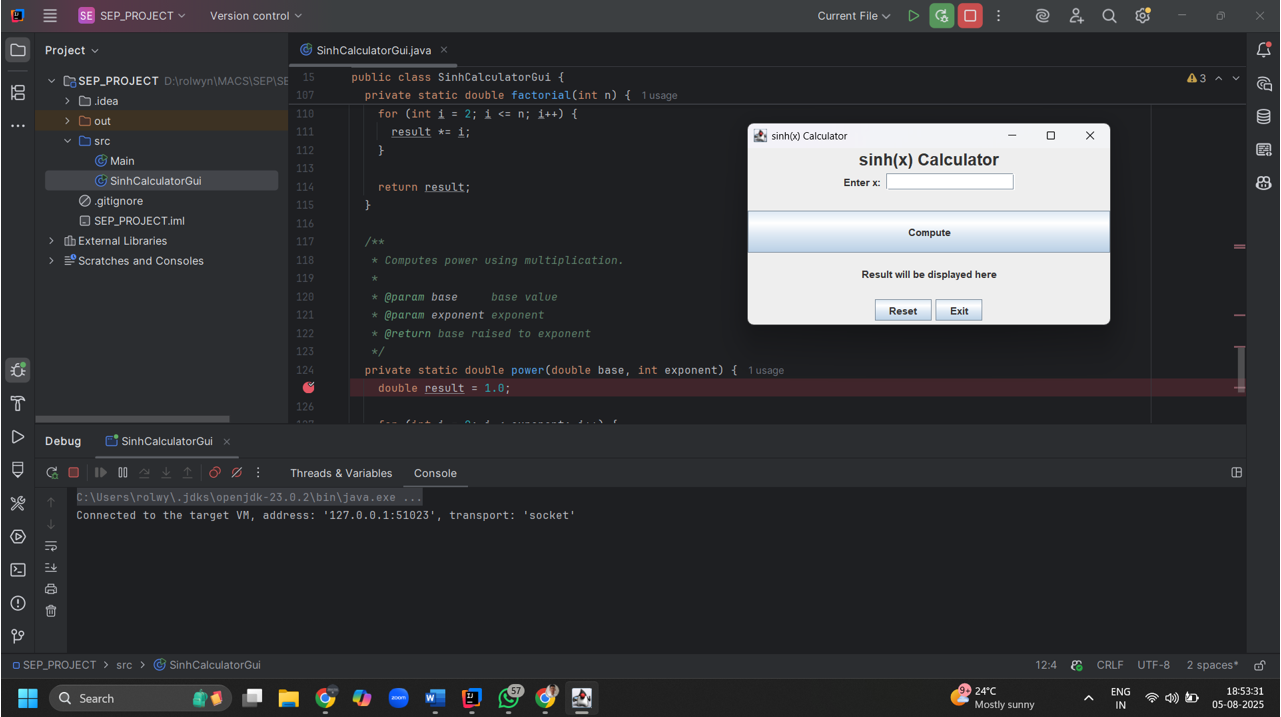 SE SEP_PROJECT Version control Current File
Project
SinhCalculatorGui.java
SEP_PROJECT D:\rolwyn\MACS\SEP\SE
.idea
out
src
Main
SinhCalculatorGui
.gitignore
SEP_PROJECT.iml
External Libraries
Scratches and Consoles
15 public class SinhCalculatorGui {
3
107 private static double factorial(int n) { 1 usage
110 for (int i = 2; i <= n; i++) {
111 result *= i;
112 }
113
114 return result;
115 }
116
117 /**
118 * Computes power using multiplication.
119 *
120 * @param base base value
121 * @param exponent exponent
122 * @return base raised to exponent
123 */
124 private static double power(double base, int exponent) { 1 usage
double result = 1.0;
126
sinh(x) Calculator
sinh(x) Calculator
Enter x:
Compute
Result will be displayed here
Reset Exit
Debug SinhCalculatorGui
Threads & Variables Console
C:\Users\rolwy\.jdks\openjdk-23.0.2\bin\java.exe ...
Connected to the target VM, address: '127.0.0.1:51023', transport: 'socket'
SEP_PROJECT > src > SinhCalculatorGui
12:4 CRLF UTF-8 2 spaces*
Search
zoom
57
9+
24°C
Mostly sunny
ENG
IN
18:53:31
05-08-2025